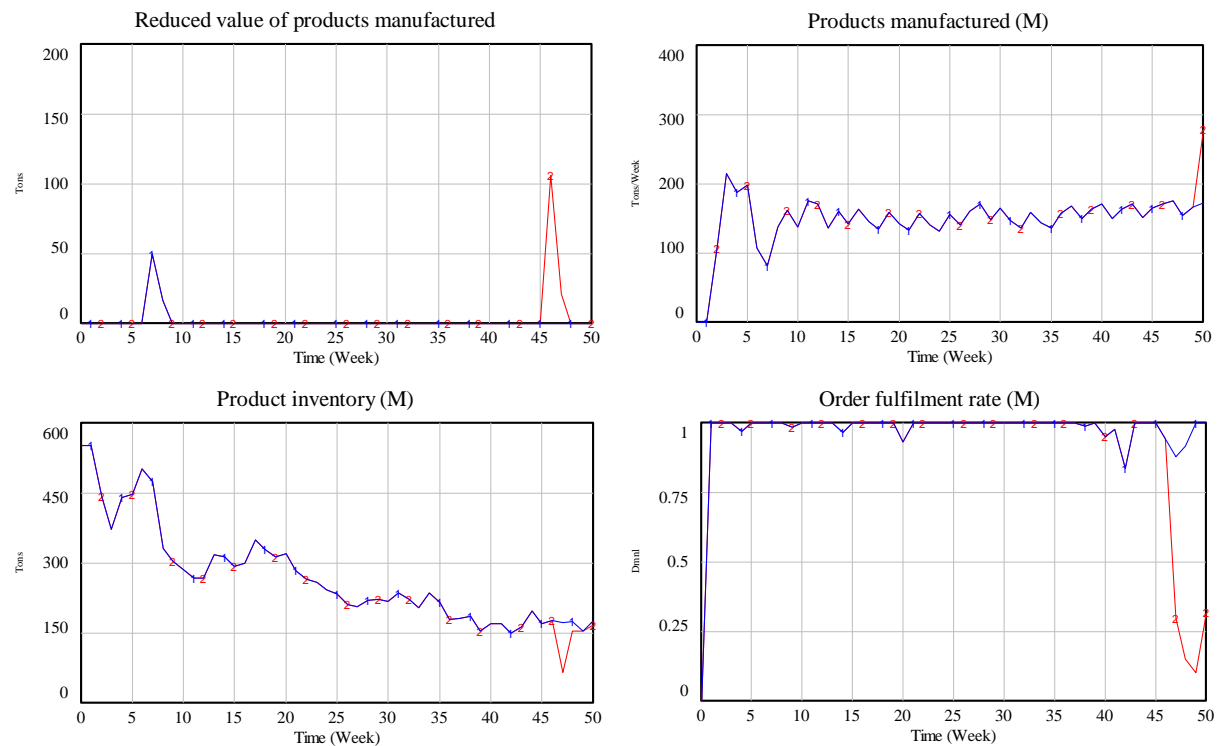 Reduced value of products manufactured
200
150
100
50
0
Tons
0 5 10 15 20 25 30 35 40 45 50
Time (Week)
Products manufactured (M)
400
300
200
100
0
Tons/Week
0 5 10 15 20 25 30 35 40 45 50
Time (Week)
Product inventory (M)
600
450
300
150
0
Tons
0 5 10 15 20 25 30 35 40 45 50
Time (Week)
Order fulfilment rate (M)
1
0.75
0.5
0.25
0
Dmnl
0 5 10 15 20 25 30 35 40 45 50
Time (Week)